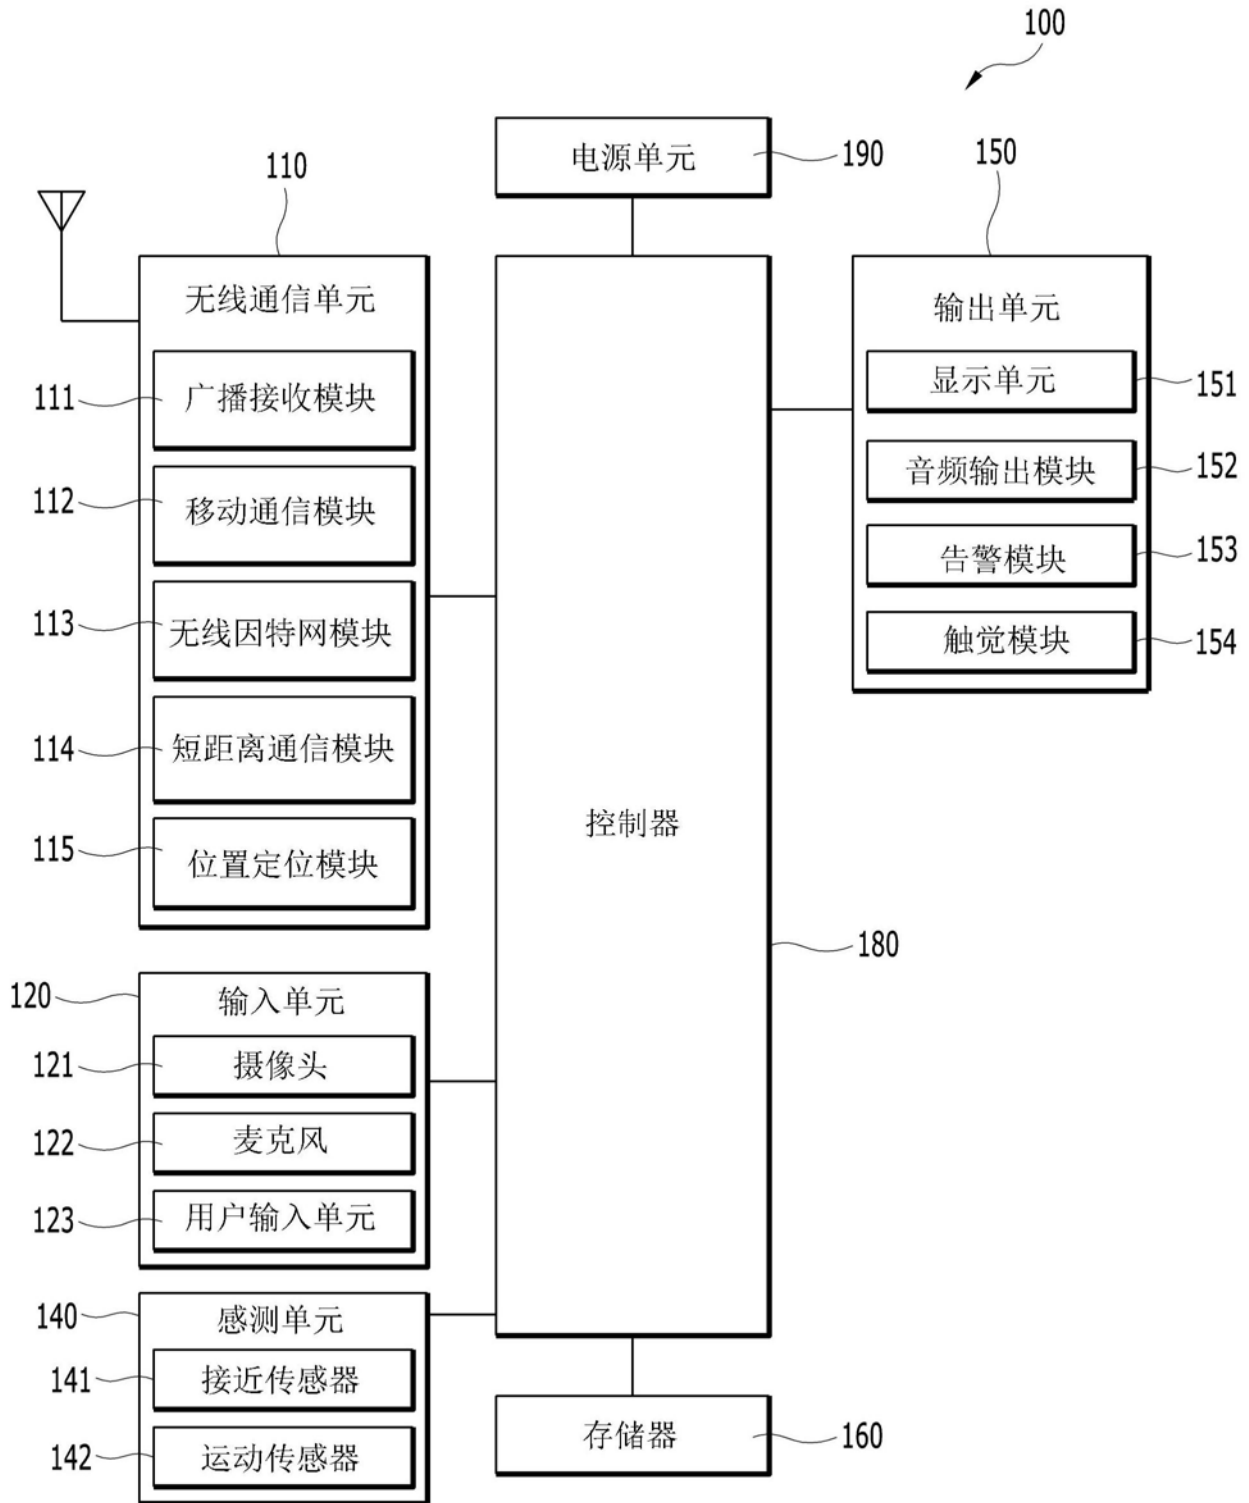 100
电源单元
190
110
150
无线通信单元
输出单元
111
广播接收模块
显示单元
151
112
移动通信模块
音频输出模块
152
113
无线因特网模块
告警模块
153
114
短距离通信模块
触觉模块
154
115
位置定位模块
控制器
180
120
输入单元
121
摄像头
122
麦克风
123
用户输入单元
140
感测单元
141
接近传感器
142
运动传感器
存储器
160